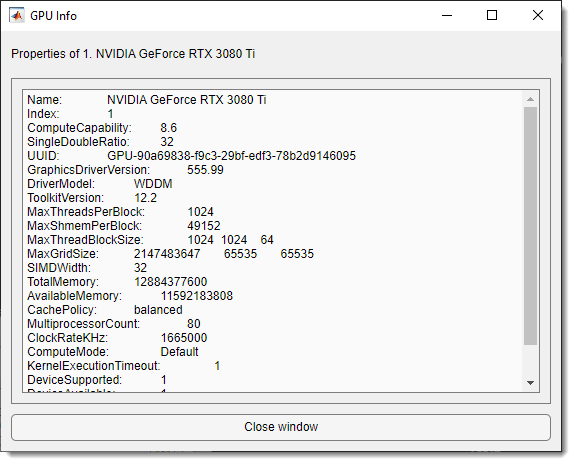 GPU Info
Properties of 1. NVIDIA GeForce RTX 3080 Ti
Name: NVIDIA GeForce RTX 3080 Ti
Index: 1
ComputeCapability: 8.6
SingleDoubleRatio: 32
UUID: GPU-90a69838-f9c3-29bf-edf3-78b2d9146095
GraphicsDriverVersion: 555.99
DriverModel: WDDM
ToolkitVersion: 12.2
MaxThreadsPerBlock: 1024
MaxShmemPerBlock: 49152
MaxThreadBlockSize: 1024 1024 64
MaxGridSize: 2147483647 65535 65535
SIMDWidth: 32
TotalMemory: 12884377600
AvailableMemory: 11592183808
CachePolicy: balanced
MultiprocessorCount: 80
ClockRateKHz: 1665000
ComputeMode: Default
KernelExecutionTimeout: 1
DeviceSupported: 1
DeviceAvailable: 1
Close window